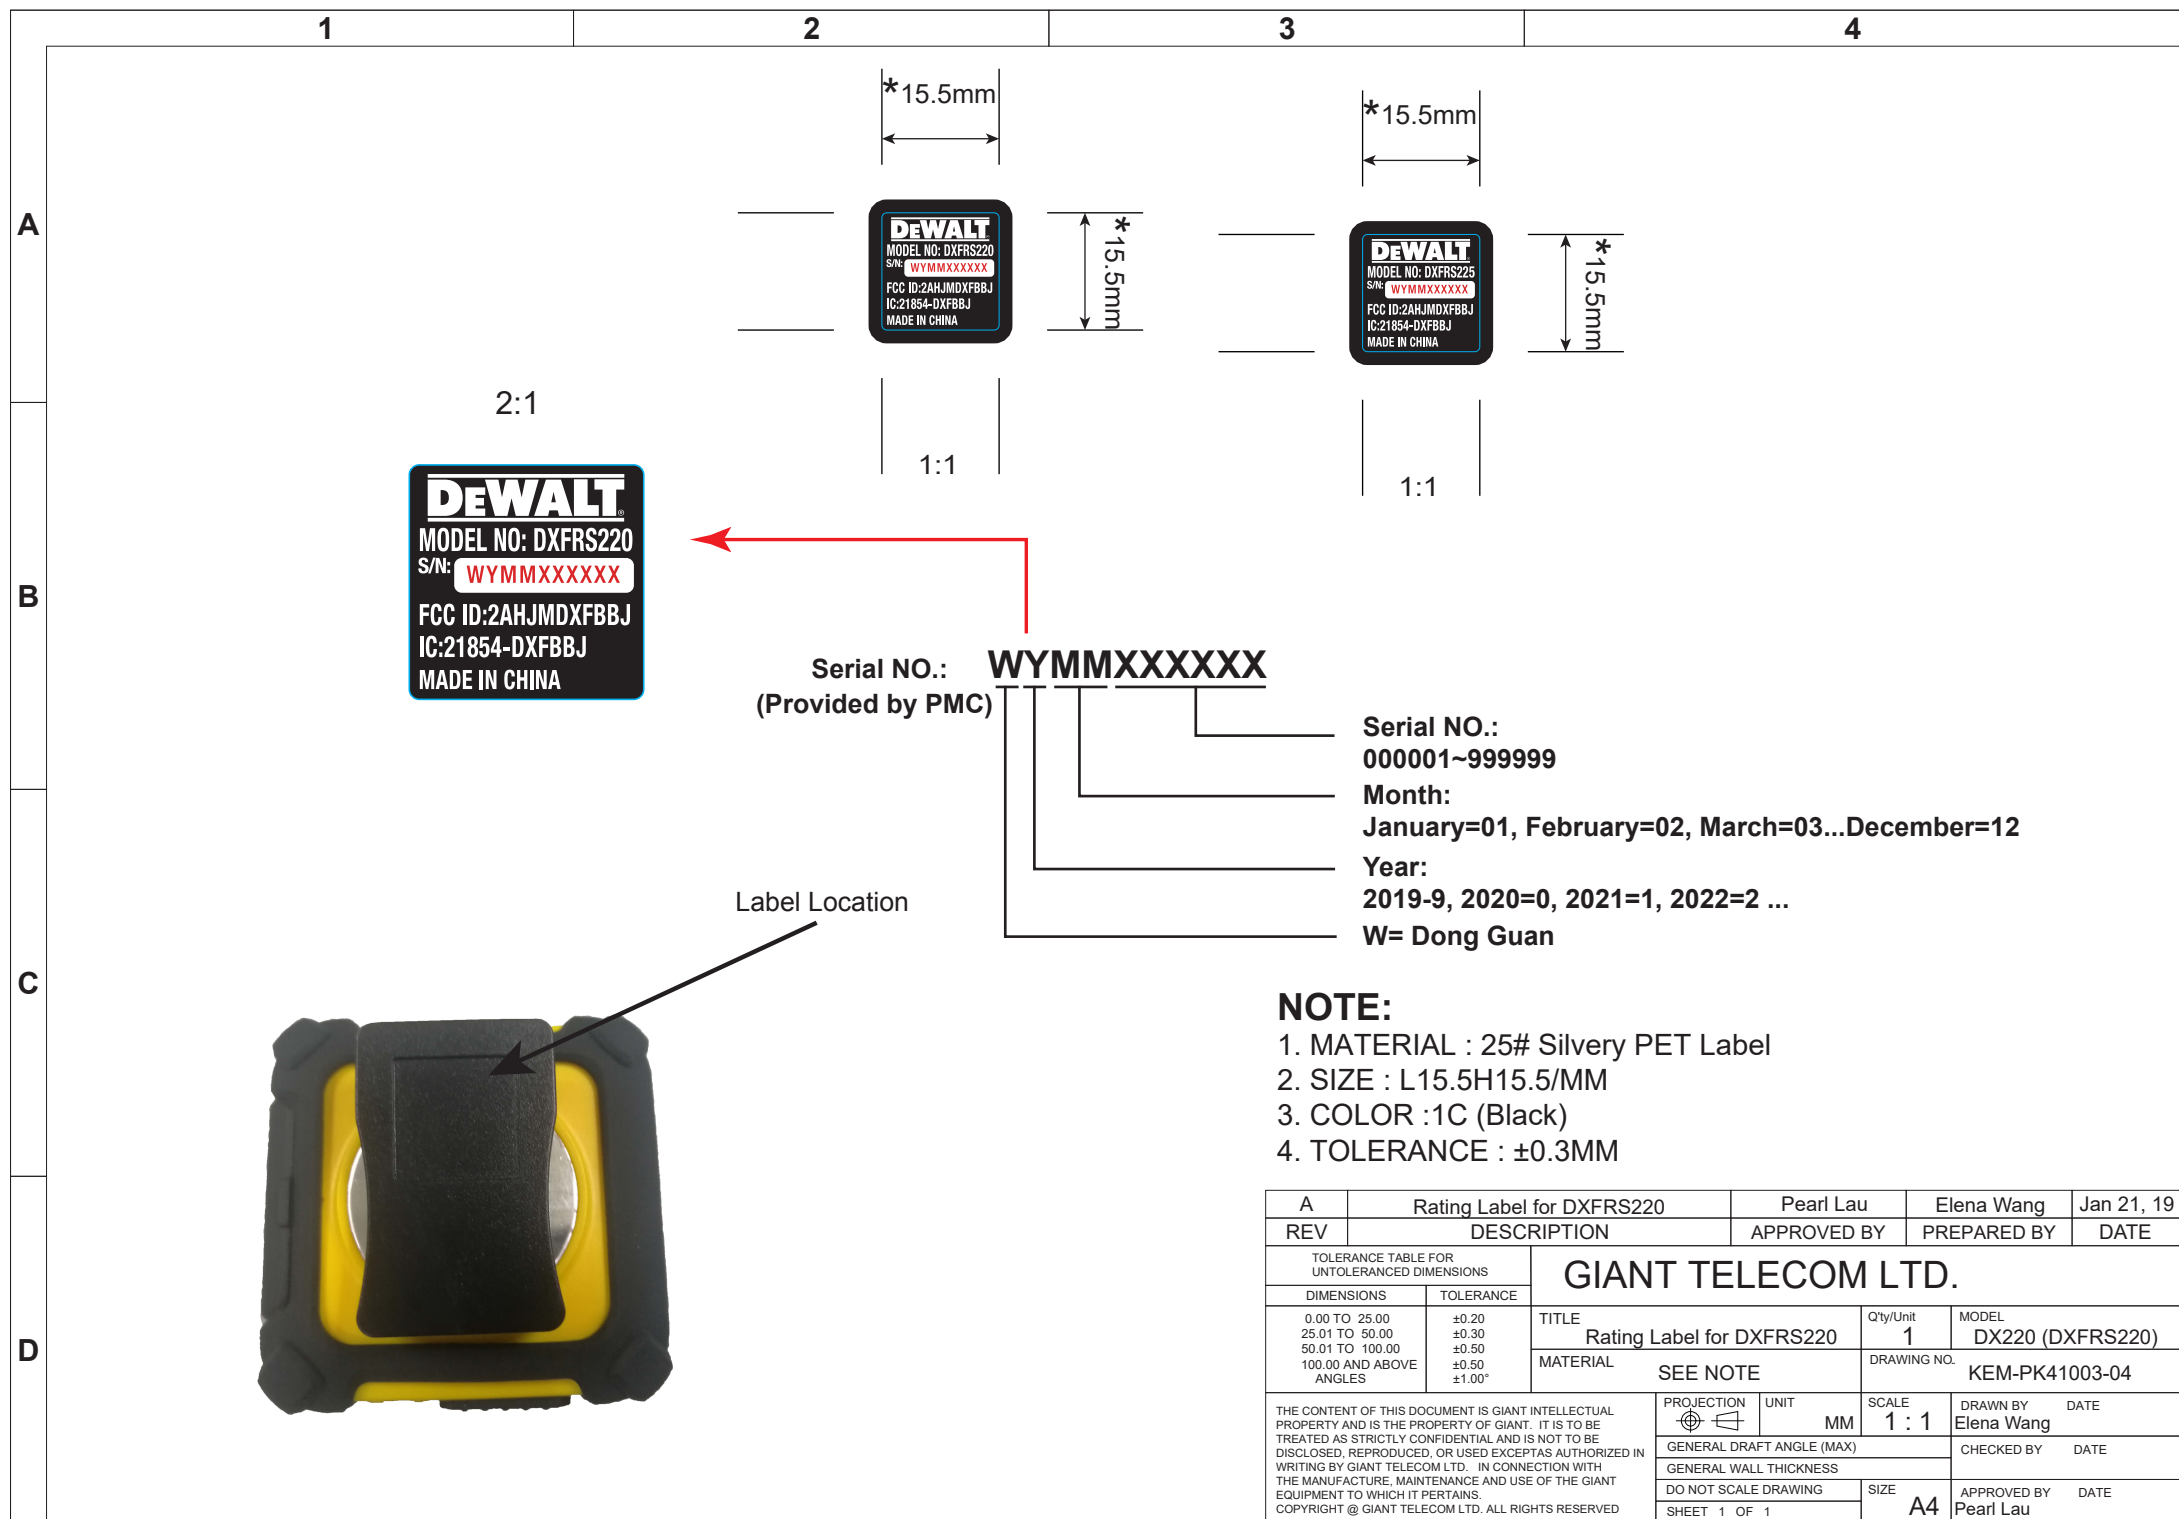 1 2 3 4
A
B
C
D
*15.5mm
*15.5mm
DEWALT
MODEL NO: DXFRS220
S/N: WYMMXXXXXX
FCC ID:2AHJMDXFBBJ
IC:21854-DXFBBJ
MADE IN CHINA
1:1
*15.5mm
*15.5mm
DEWALT
MODEL NO: DXFRS225
S/N: WYMMXXXXXX
FCC ID:2AHJMDXFBBJ
IC:21854-DXFBBJ
MADE IN CHINA
1:1
2:1
DEWALT®
MODEL NO: DXFRS220
S/N: WYMMXXXXXX
FCC ID:2AHJMDXFBBJ
IC:21854-DXFBBJ
MADE IN CHINA
Serial NO.: WYMMXXXXXX
(Provided by PMC)
Serial NO.:
000001~999999
Month:
January=01, February=02, March=03...December=12
Year:
2019-9, 2020=0, 2021=1, 2022=2 ...
W= Dong Guan
Label Location
NOTE:
1. MATERIAL : 25# Silvery PET Label
2. SIZE : L15.5H15.5/MM
3. COLOR :1C (Black)
4. TOLERANCE : ±0.3MM
A Rating Label for DXFRS220 Pearl Lau Elena Wang Jan 21, 19
REV DESCRIPTION APPROVED BY PREPARED BY DATE
TOLERANCE TABLE FOR
UNTOLERANCED DIMENSIONS
DIMENSIONS TOLERANCE
0.00 TO 25.00 ±0.20
25.01 TO 50.00 ±0.30
50.01 TO 100.00 ±0.50
100.00 AND ABOVE ±0.50
ANGLES ±1.00°
GIANT TELECOM LTD.
TITLE
Rating Label for DXFRS220
Q'ty/Unit
1
MODEL
DX220 (DXFRS220)
MATERIAL
SEE NOTE
DRAWING NO.
KEM-PK41003-04
THE CONTENT OF THIS DOCUMENT IS GIANT INTELLECTUAL
PROPERTY AND IS THE PROPERTY OF GIANT. IT IS TO BE
TREATED AS STRICTLY CONFIDENTIAL AND IS NOT TO BE
DISCLOSED, REPRODUCED, OR USED EXCEPTAS AUTHORIZED IN
WRITING BY GIANT TELECOM LTD. IN CONNECTION WITH
THE MANUFACTURE, MAINTENANCE AND USE OF THE GIANT
EQUIPMENT TO WHICH IT PERTAINS.
COPYRIGHT @ GIANT TELECOM LTD. ALL RIGHTS RESERVED
PROJECTION
UNIT
MM
SCALE
1 : 1
DRAWN BY DATE
Elena Wang
GENERAL DRAFT ANGLE (MAX)
GENERAL WALL THICKNESS
CHECKED BY DATE
DO NOT SCALE DRAWING
SHEET 1 OF 1
SIZE
A4
APPROVED BY DATE
Pearl Lau